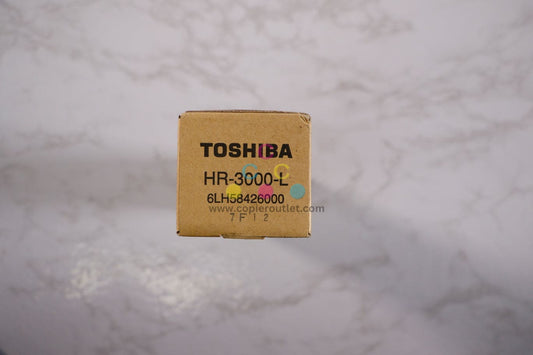 TOSHIBA
HR-3000-L
6LH58426000
www.copieroutlet.com
7F12